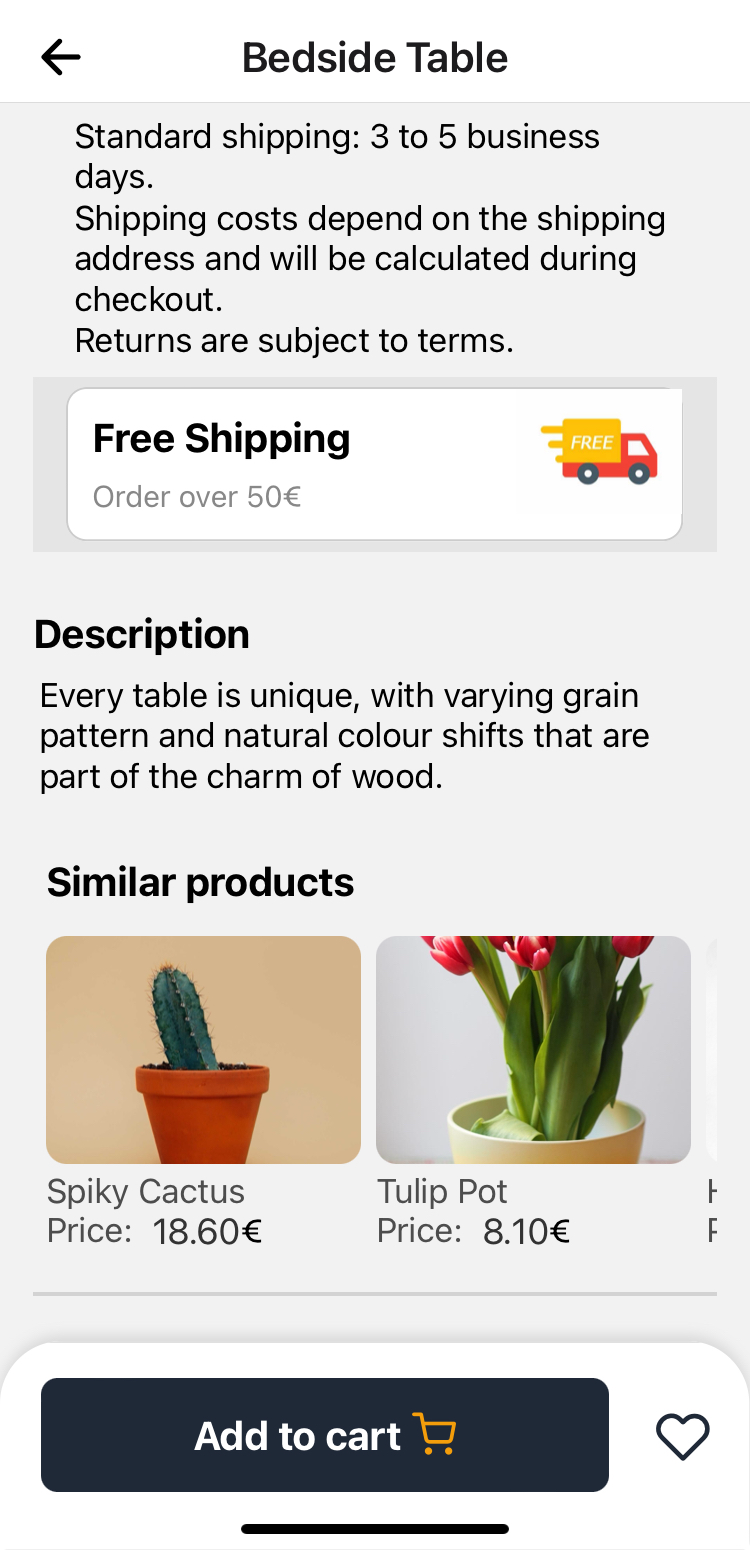 Bedside Table
Standard shipping: 3 to 5 business
days.
Shipping costs depend on the shipping
address and will be calculated during
checkout.
Returns are subject to terms.
Free Shipping
FREE
Order over 50€
Description
Every table is unique, with varying grain
pattern and natural colour shifts that are
part of the charm of wood.
Similar products
Spiky Cactus
Price: 18.60€
Tulip Pot
Price: 8.10€
Add to cart